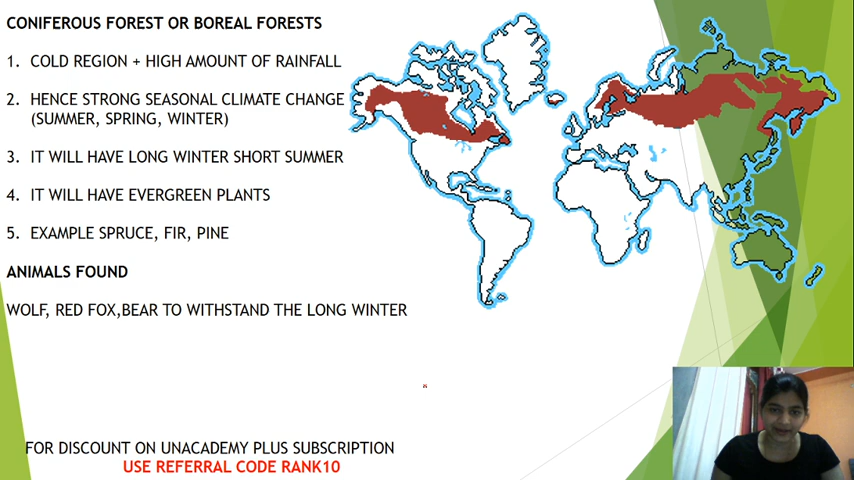 CONIFEROUS FOREST OR BOREAL FORESTS
1. COLD REGION + HIGH AMOUNT OF RAINFALL
2. HENCE STRONG SEASONAL CLIMATE CHANGE
(SUMMER, SPRING, WINTER)
3. IT WILL HAVE LONG WINTER SHORT SUMMER
4. IT WILL HAVE EVERGREEN PLANTS
5. EXAMPLE SPRUCE, FIR, PINE
ANIMALS FOUND
WOLF, RED FOX,BEAR TO WITHSTAND THE LONG WINTER
FOR DISCOUNT ON UNACADEMY PLUS SUBSCRIPTION
USE REFERRAL CODE RANK10